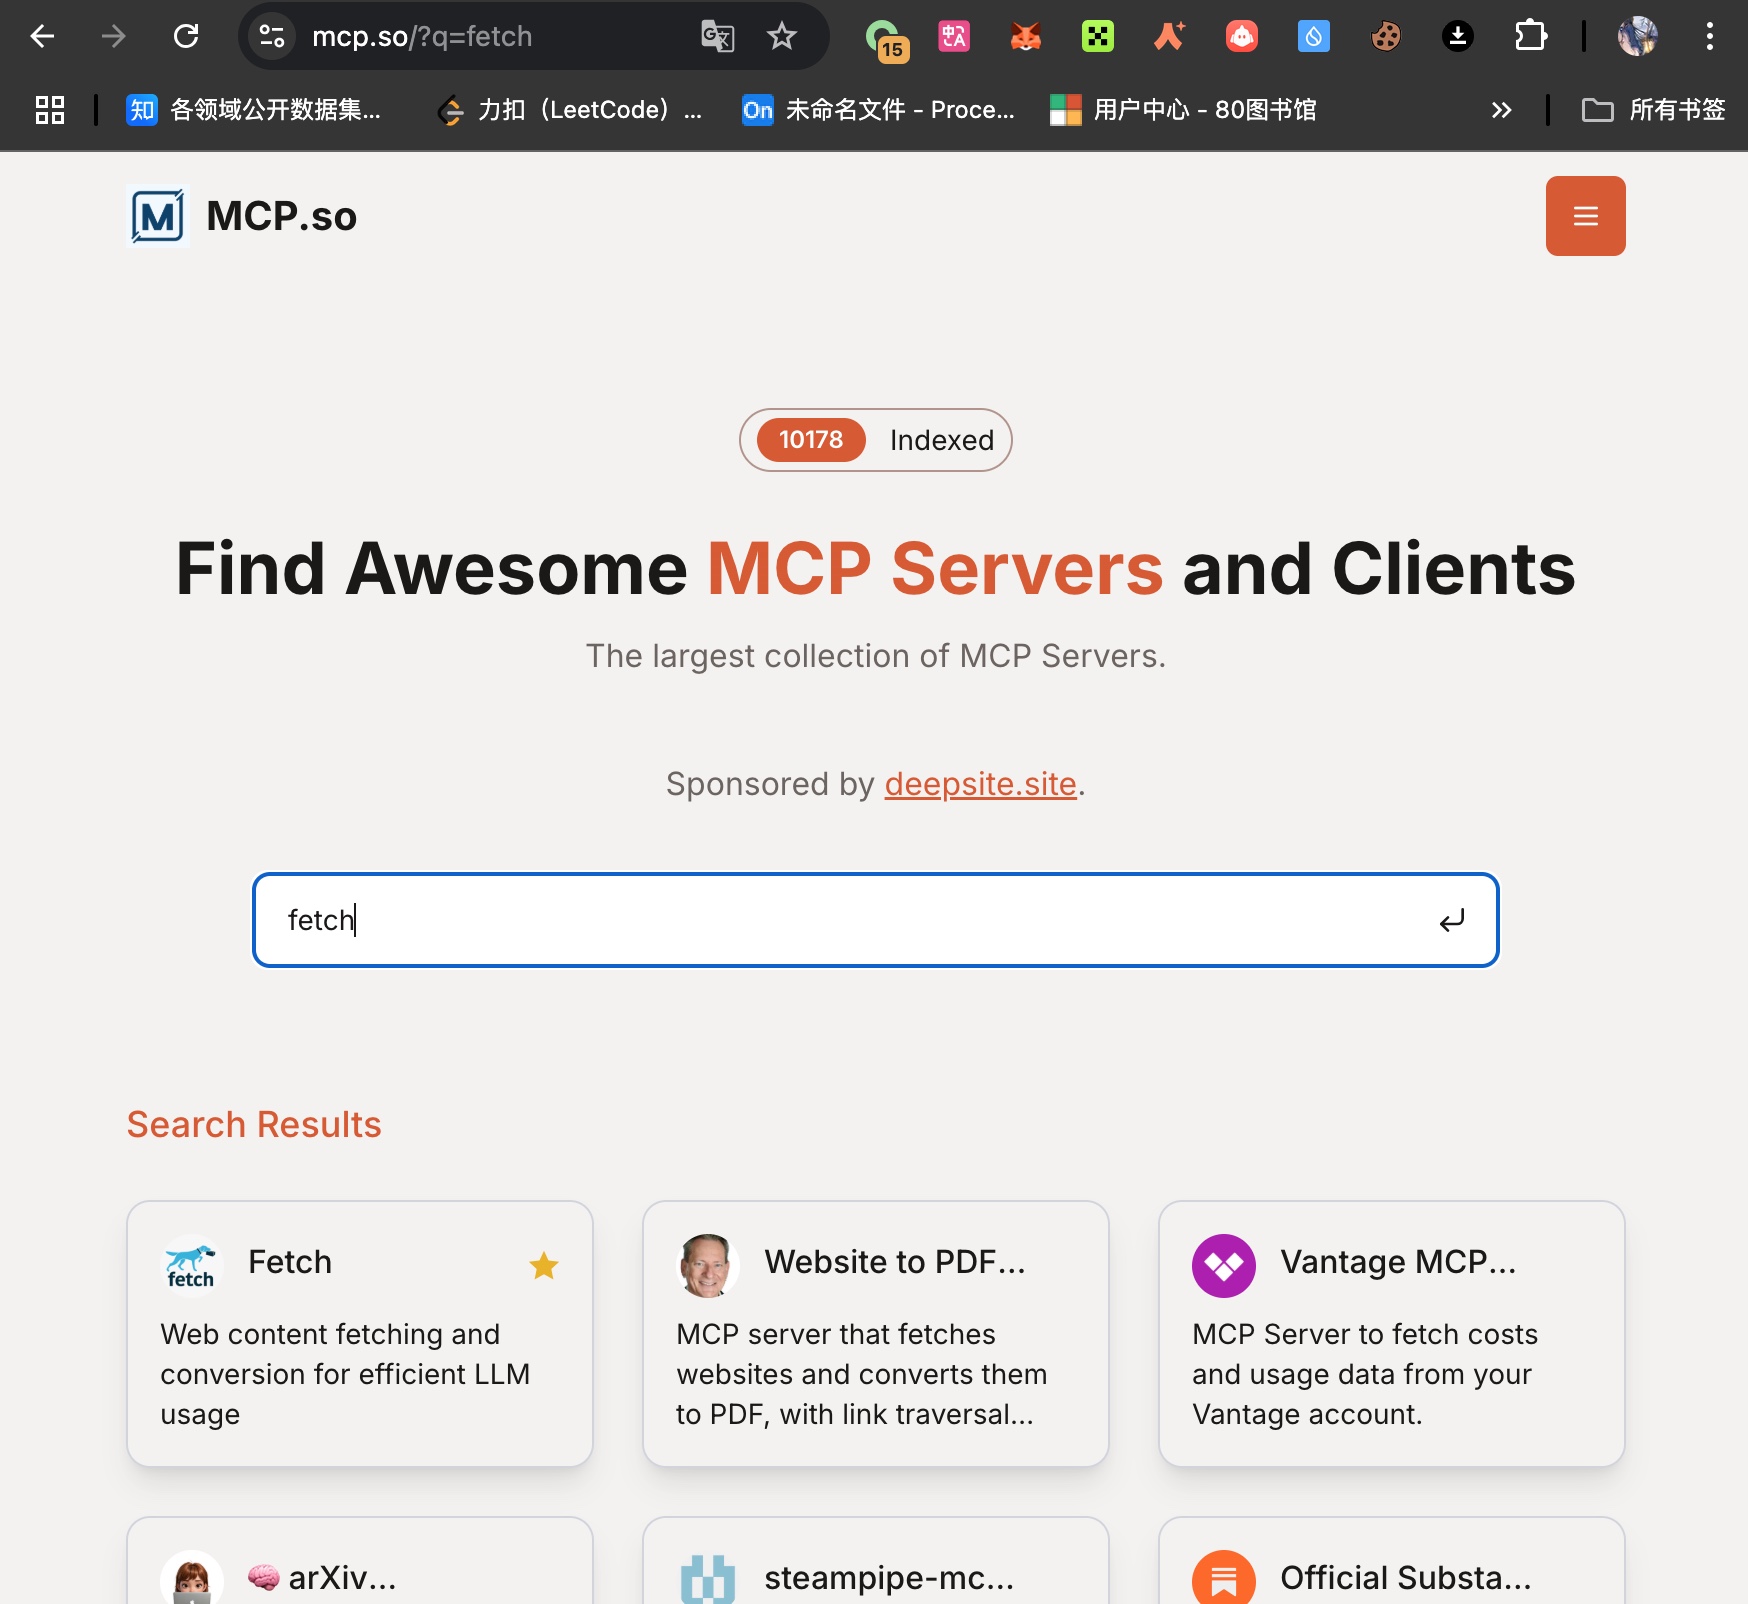 mcp.so/?q=fetch
15
知 各领域公开数据集... 力扣（LeetCode）... On 未命名文件 - Proce... 用户中心 - 80图书馆 所有书签
M MCP.so
10178 Indexed
Find Awesome MCP Servers and Clients
The largest collection of MCP Servers.
Sponsored by deepsite.site.
fetch
Search Results
fetch Fetch
Web content fetching and
conversion for efficient LLM
usage
Website to PDF...
MCP server that fetches
websites and converts them
to PDF, with link traversal...
Vantage MCP...
MCP Server to fetch costs
and usage data from your
Vantage account.
🧠 arXiv...
steampipe-mc...
Official Substa...